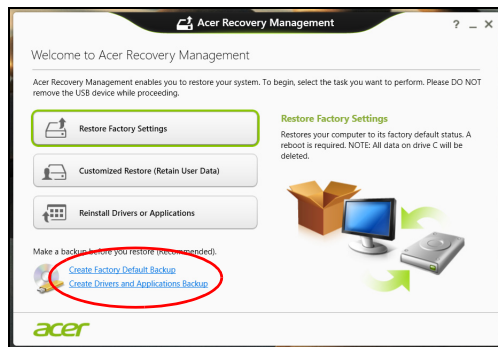 Acer Recovery Management
? _ ×
Welcome to Acer Recovery Management
Acer Recovery Management enables you to restore your system. To begin, select the task you want to perform. Please DO NOT
remove the USB device while proceeding.
Restore Factory Settings
Customized Restore (Retain User Data)
Reinstall Drivers or Applications
Make a backup before you restore (Recommended).
Create Factory Default Backup
Create Drivers and Applications Backup
Restore Factory Settings
Restores your computer to its factory default status. A
reboot is required. NOTE: All data on drive C will be
deleted.
acer